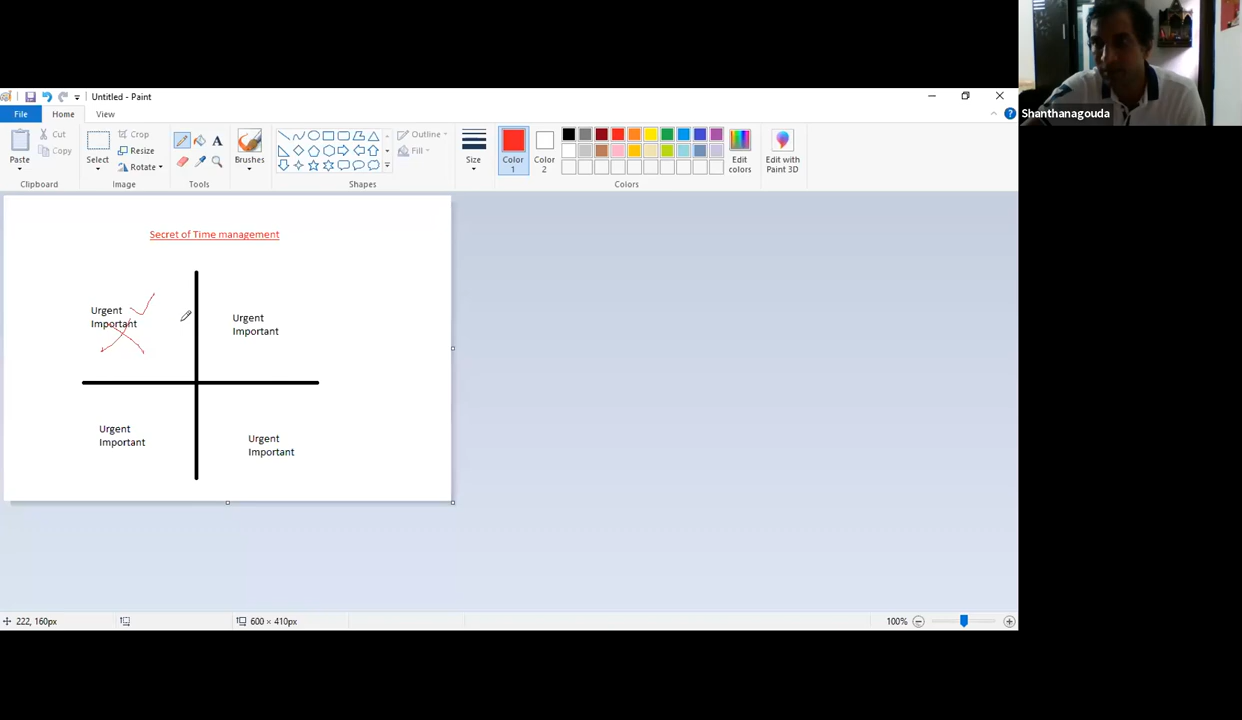 Untitled - Paint
File
Home
View
Paste
Cut
Copy
Clipboard
Select
Crop
Resize
Rotate
Image
Tools
Brushes
Outline
Fill
Shapes
Size
Color
1
Color
2
Edit
colors
Colors
Edit with
Paint 3D
Shanthanagouda
Secret of Time management
Urgent
Important
Urgent
Important
Urgent
Important
Urgent
Important
222, 160px
600 × 410px
100%